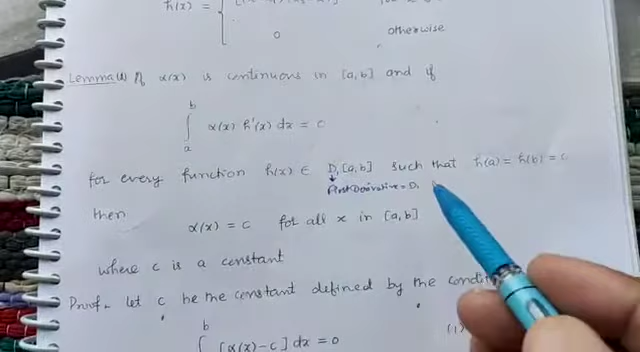 h(x) =
0 otherwise
Lemma(1) If α(x) is continuous in [a,b] and if
∫ₐᵇ α(x) h'(x) dx = 0
for every function h(x) ∈ D₁[a,b] such that h(a) = h(b) = 0
First Derivative = D₁
then
α(x) = c for all x in [a,b]
where c is a constant
Proof- let c be the constant defined by the
∫ᵇ [α(x)-c] dx = 0 (1)